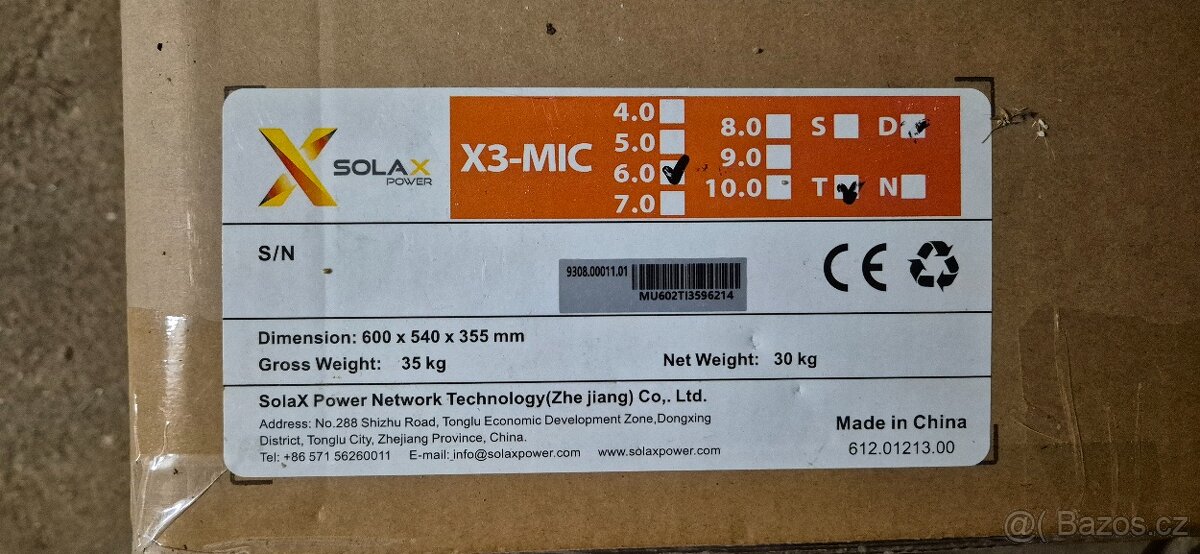 SOLAX
POWER
X3-MIC
4.0
5.0
6.0
7.0
8.0
9.0
10.0
S
D
T
N
S/N
9308.00011.01
MU602TI3596214
CE
Dimension: 600 x 540 x 355 mm
Gross Weight: 35 kg
Net Weight: 30 kg
SolaX Power Network Technology(Zhe jiang) Co,. Ltd.
Address: No.288 Shizhu Road, Tonglu Economic Development Zone,Dongxing
District, Tonglu City, Zhejiang Province, China.
Tel: +86 571 56260011 E-mail: info@solaxpower.com www.solaxpower.com
Made in China
612.01213.00
@( Bazos.cz